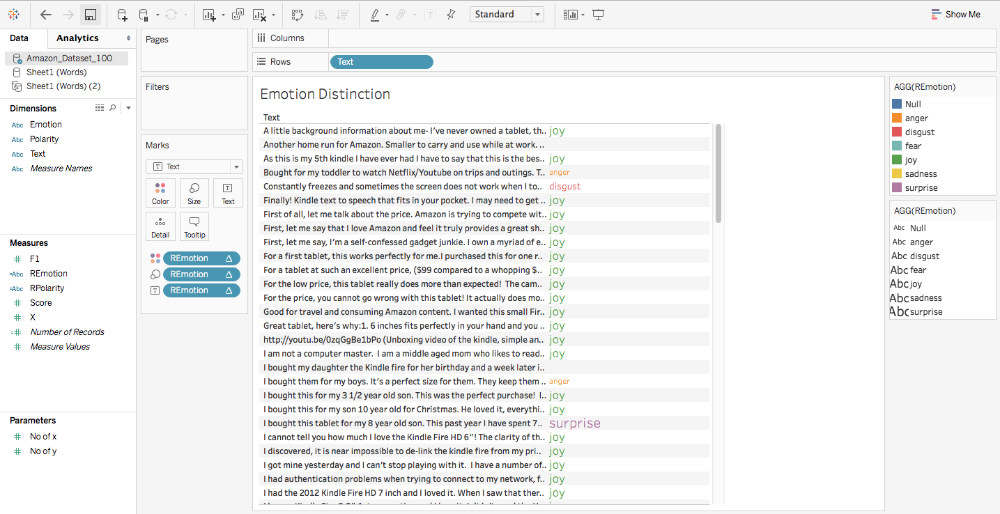 Standard
Show Me
Data
Analytics
Amazon_Dataset_100
Sheet1 (Words)
Sheet1 (Words) (2)
Dimensions
Abc Emotion
Abc Polarity
Abc Text
Abc Measure Names
Measures
# F1
=Abc REmotion
=Abc RPolarity
# Score
# X
=# Number of Records
# Measure Values
Parameters
# No of x
# No of y
Pages
Filters
Marks
Text
Color
Size
Text
Detail
Tooltip
REmotion Δ
REmotion Δ
REmotion Δ
Columns
Rows
Text
Emotion Distinction
Text
A little background information about me- I've never owned a tablet, th.. joy
Another home run for Amazon. Smaller to carry and use while at work. ..
As this is my 5th kindle I have ever had I have to say that this is the bes.. joy
Bought for my toddler to watch Netflix/Youtube on trips and outings. T.. anger
Constantly freezes and sometimes the screen does not work when I to.. disgust
Finally! Kindle text to speech that fits in your pocket. I may need to get .. joy
First of all, let me talk about the price. Amazon is trying to compete wit.. joy
First, let me say that I love Amazon and feel it truly provides a great sh.. joy
First, let me say, I'm a self-confessed gadget junkie. I own a myriad of e.. joy
For a first tablet, this works perfectly for me.I purchased this for one r.. joy
For a tablet at such an excellent price, ($99 compared to a whopping $.. joy
For the low price, this tablet really does more than expected! The cam.. joy
For the price, you cannot go wrong with this tablet! It actually does mo.. joy
Good for travel and consuming Amazon content. I wanted this small Fir.. joy
Great tablet, here's why:1. 6 inches fits perfectly in your hand and you .. joy
http://youtu.be/0zqGgBe1bPo (Unboxing video of the kindle, simple an.. joy
I am not a computer master. I am a middle aged mom who likes to read.. joy
I bought my daughter the Kindle fire for her birthday and a week later i..
I bought them for my boys. It's a perfect size for them. They keep them .. anger
I bought this for my 3 1/2 year old son. This was the perfect purchase! I.. joy
I bought this for my son 10 year old for Christmas. He loved it, everythi.. joy
I bought this tablet for my 8 year old son. This past year I have spent 7.. surprise
I cannot tell you how much I love the Kindle Fire HD 6"! The clarity of th.. joy
I discovered, it is near impossible to de-link the kindle fire from my pri.. joy
I got mine yesterday and I can't stop playing with it. I have a number of.. joy
I had authentication problems when trying to connect to my network, f.. joy
I had the 2012 Kindle Fire HD 7 inch and I loved it. When I saw that ther.. joy
AGG(REmotion)
Null
anger
disgust
fear
joy
sadness
surprise
AGG(REmotion)
Abc Null
Abc anger
Abc disgust
Abc fear
Abc joy
Abc sadness
Abc surprise